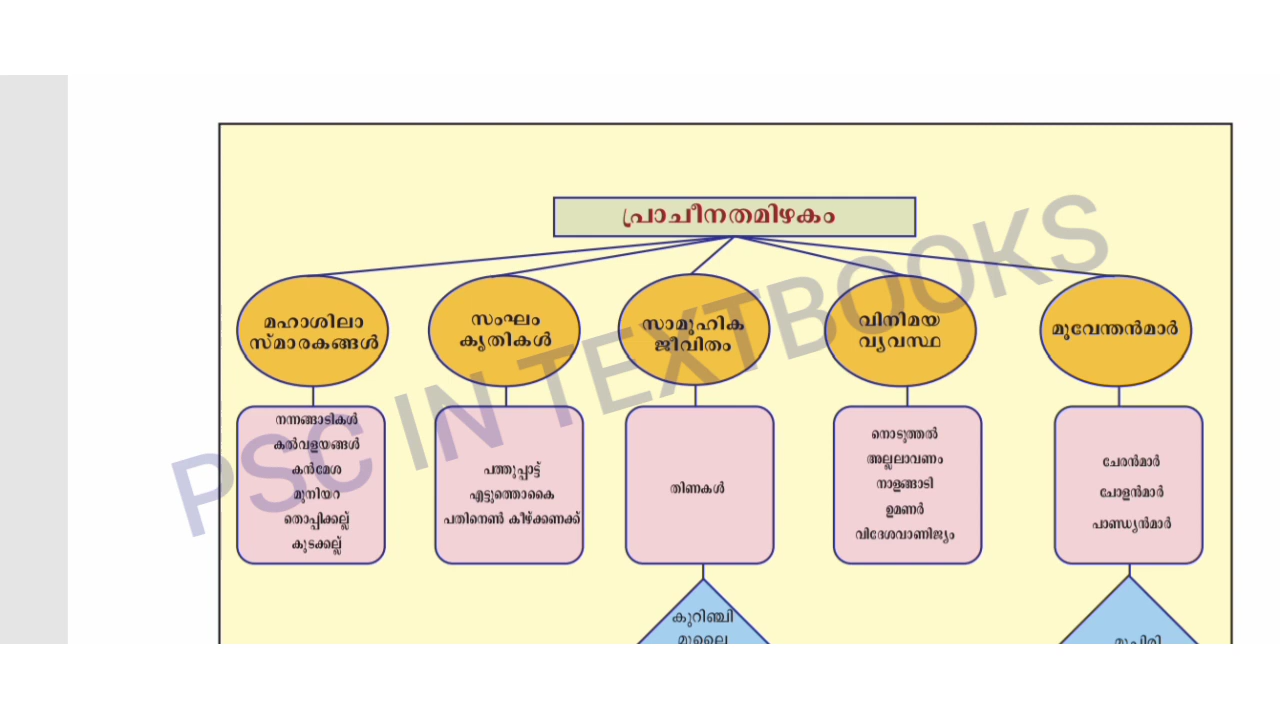 പ്രാചീനതമിഴകം
മഹാശിലാ
സ്മാരകങ്ങൾ
സംഘം
കൃതികൾ
സാമൂഹിക
ജീവിതം
വിനിമയ
വ്യവസ്ഥ
മൂവേന്തൻമാർ
നന്നങ്ങാടികൾ
കൽവളയങ്ങൾ
കൻമേശ
മുനിയറ
തൊപ്പിക്കല്ല്
കുടക്കല്ല്
പത്തുപ്പാട്ട്
എട്ടുത്തൊകൈ
പതിനെൺ കീഴ്ക്കണക്ക്
തിണകൾ
നൊടുത്തൽ
അല്ലലാവണം
നാളങ്ങാടി
ഉമണർ
വിദേശവാണിജ്യം
ചേരൻമാർ
ചോളൻമാർ
പാണ്ഡ്യൻമാർ
കുറിഞ്ചി
മുല്ലൈ
മുചിരി
PSC IN TEXTBOOKS